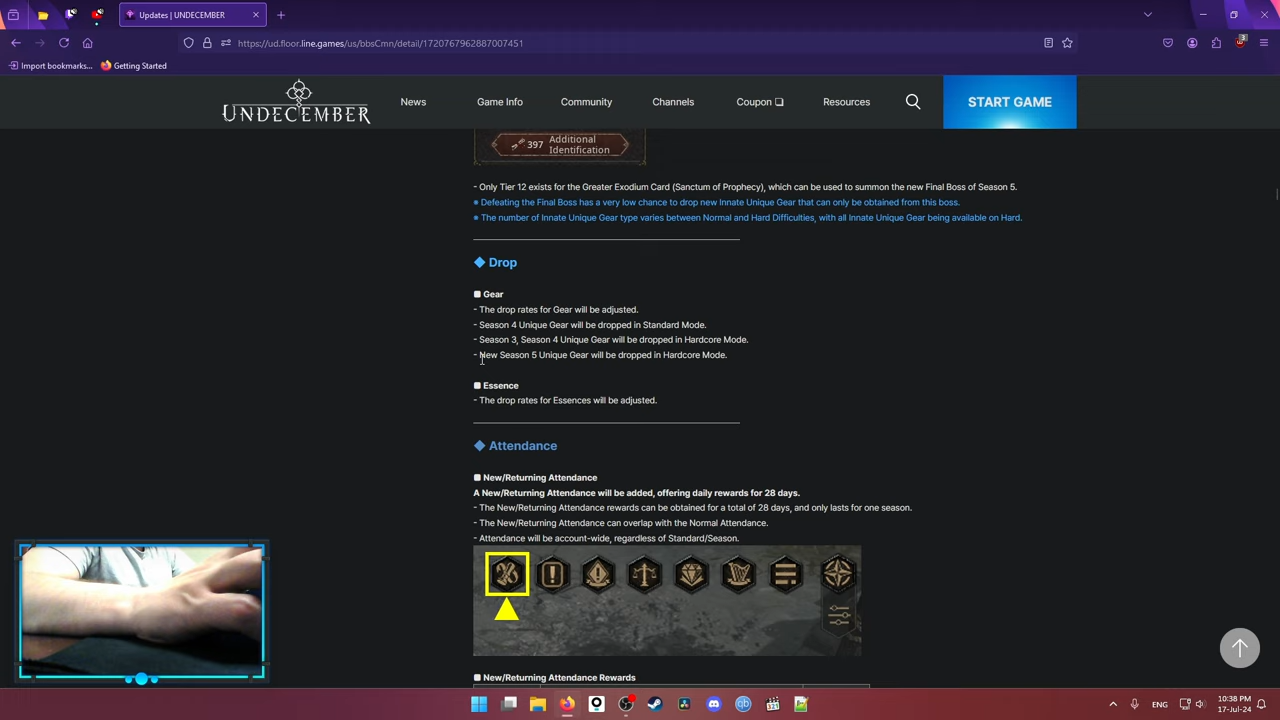 Updates | UNDECEMBER
https://ud.floor.line.games/us/bbsCmn/detail/1720767962887007451
3
Import bookmarks...
Getting Started
UNDECEMBER
News
Game Info
Community
Channels
Coupon
Resources
START GAME
397 Additional
Identification
- Only Tier 12 exists for the Greater Exodium Card (Sanctum of Prophecy), which can be used to summon the new Final Boss of Season 5.
※ Defeating the Final Boss has a very low chance to drop new Innate Unique Gear that can only be obtained from this boss.
※ The number of Innate Unique Gear type varies between Normal and Hard Difficulties, with all Innate Unique Gear being available on Hard.
◆ Drop
■ Gear
- The drop rates for Gear will be adjusted.
- Season 4 Unique Gear will be dropped in Standard Mode.
- Season 3, Season 4 Unique Gear will be dropped in Hardcore Mode.
- New Season 5 Unique Gear will be dropped in Hardcore Mode.
■ Essence
- The drop rates for Essences will be adjusted.
◆ Attendance
■ New/Returning Attendance
A New/Returning Attendance will be added, offering daily rewards for 28 days.
- The New/Returning Attendance rewards can be obtained for a total of 28 days, and only lasts for one season.
- The New/Returning Attendance can overlap with the Normal Attendance.
- Attendance will be account-wide, regardless of Standard/Season.
■ New/Returning Attendance Rewards
ENG
10:38 PM
17-Jul-24